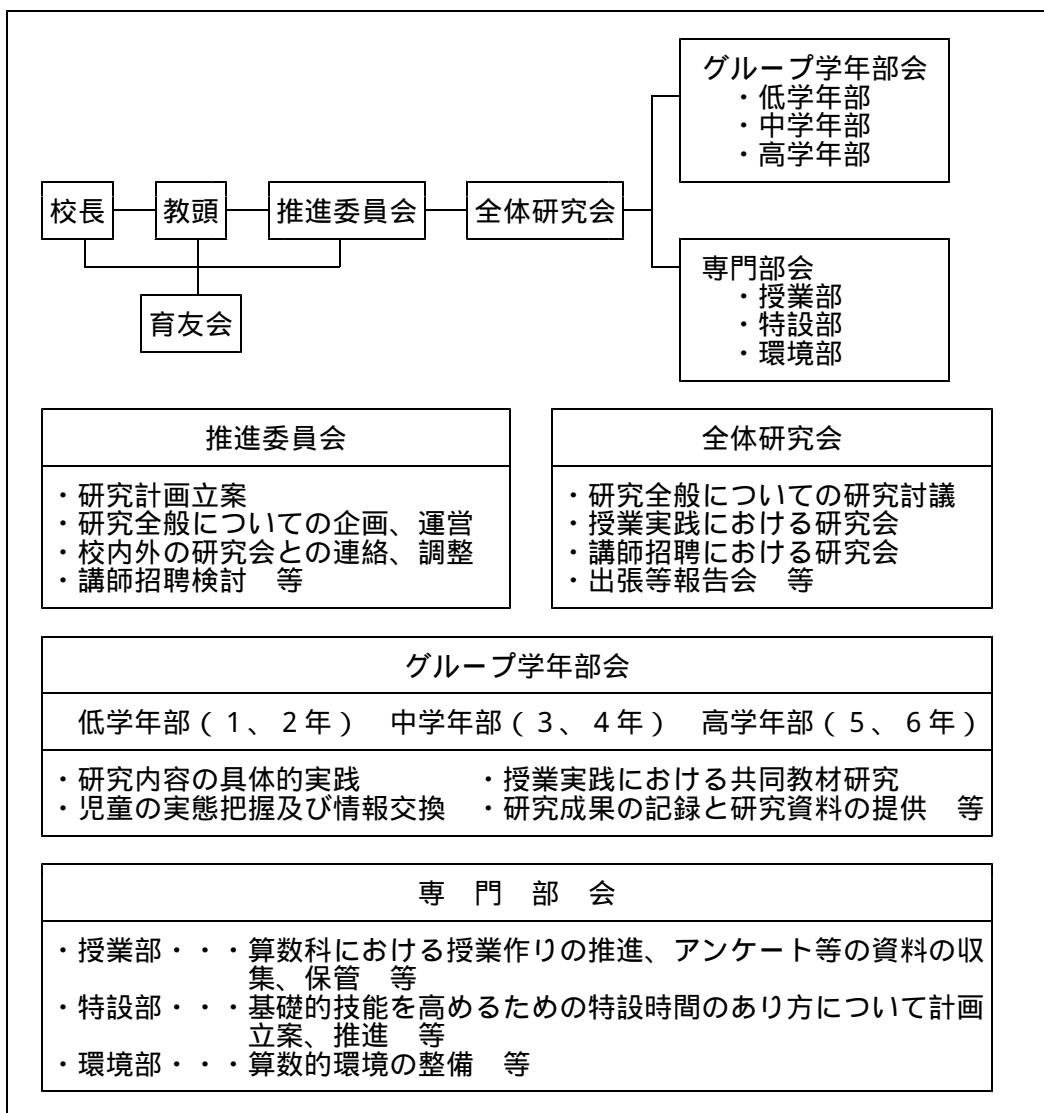 グループ学年部会
・低学年部
・中学年部
・高学年部
校長 教頭 推進委員会 全体研究会
専門部会
・授業部
・特設部
・環境部
育友会
推進委員会
・研究計画立案
・研究全般についての企画、運営
・校内外の研究会との連絡、調整
・講師招聘検討 等
全体研究会
・研究全般についての研究討議
・授業実践における研究会
・講師招聘における研究会
・出張等報告会 等
グループ学年部会
低学年部(1、2年) 中学年部(3、4年) 高学年部(5、6年)
・研究内容の具体的実践 ・授業実践における共同教材研究
・児童の実態把握及び情報交換 ・研究成果の記録と研究資料の提供 等
専 門 部 会
・授業部・・・算数科における授業作りの推進、アンケート等の資料の収
集、保管 等
・特設部・・・基礎的技能を高めるための特設時間のあり方について計画
立案、推進 等
・環境部・・・算数的環境の整備 等